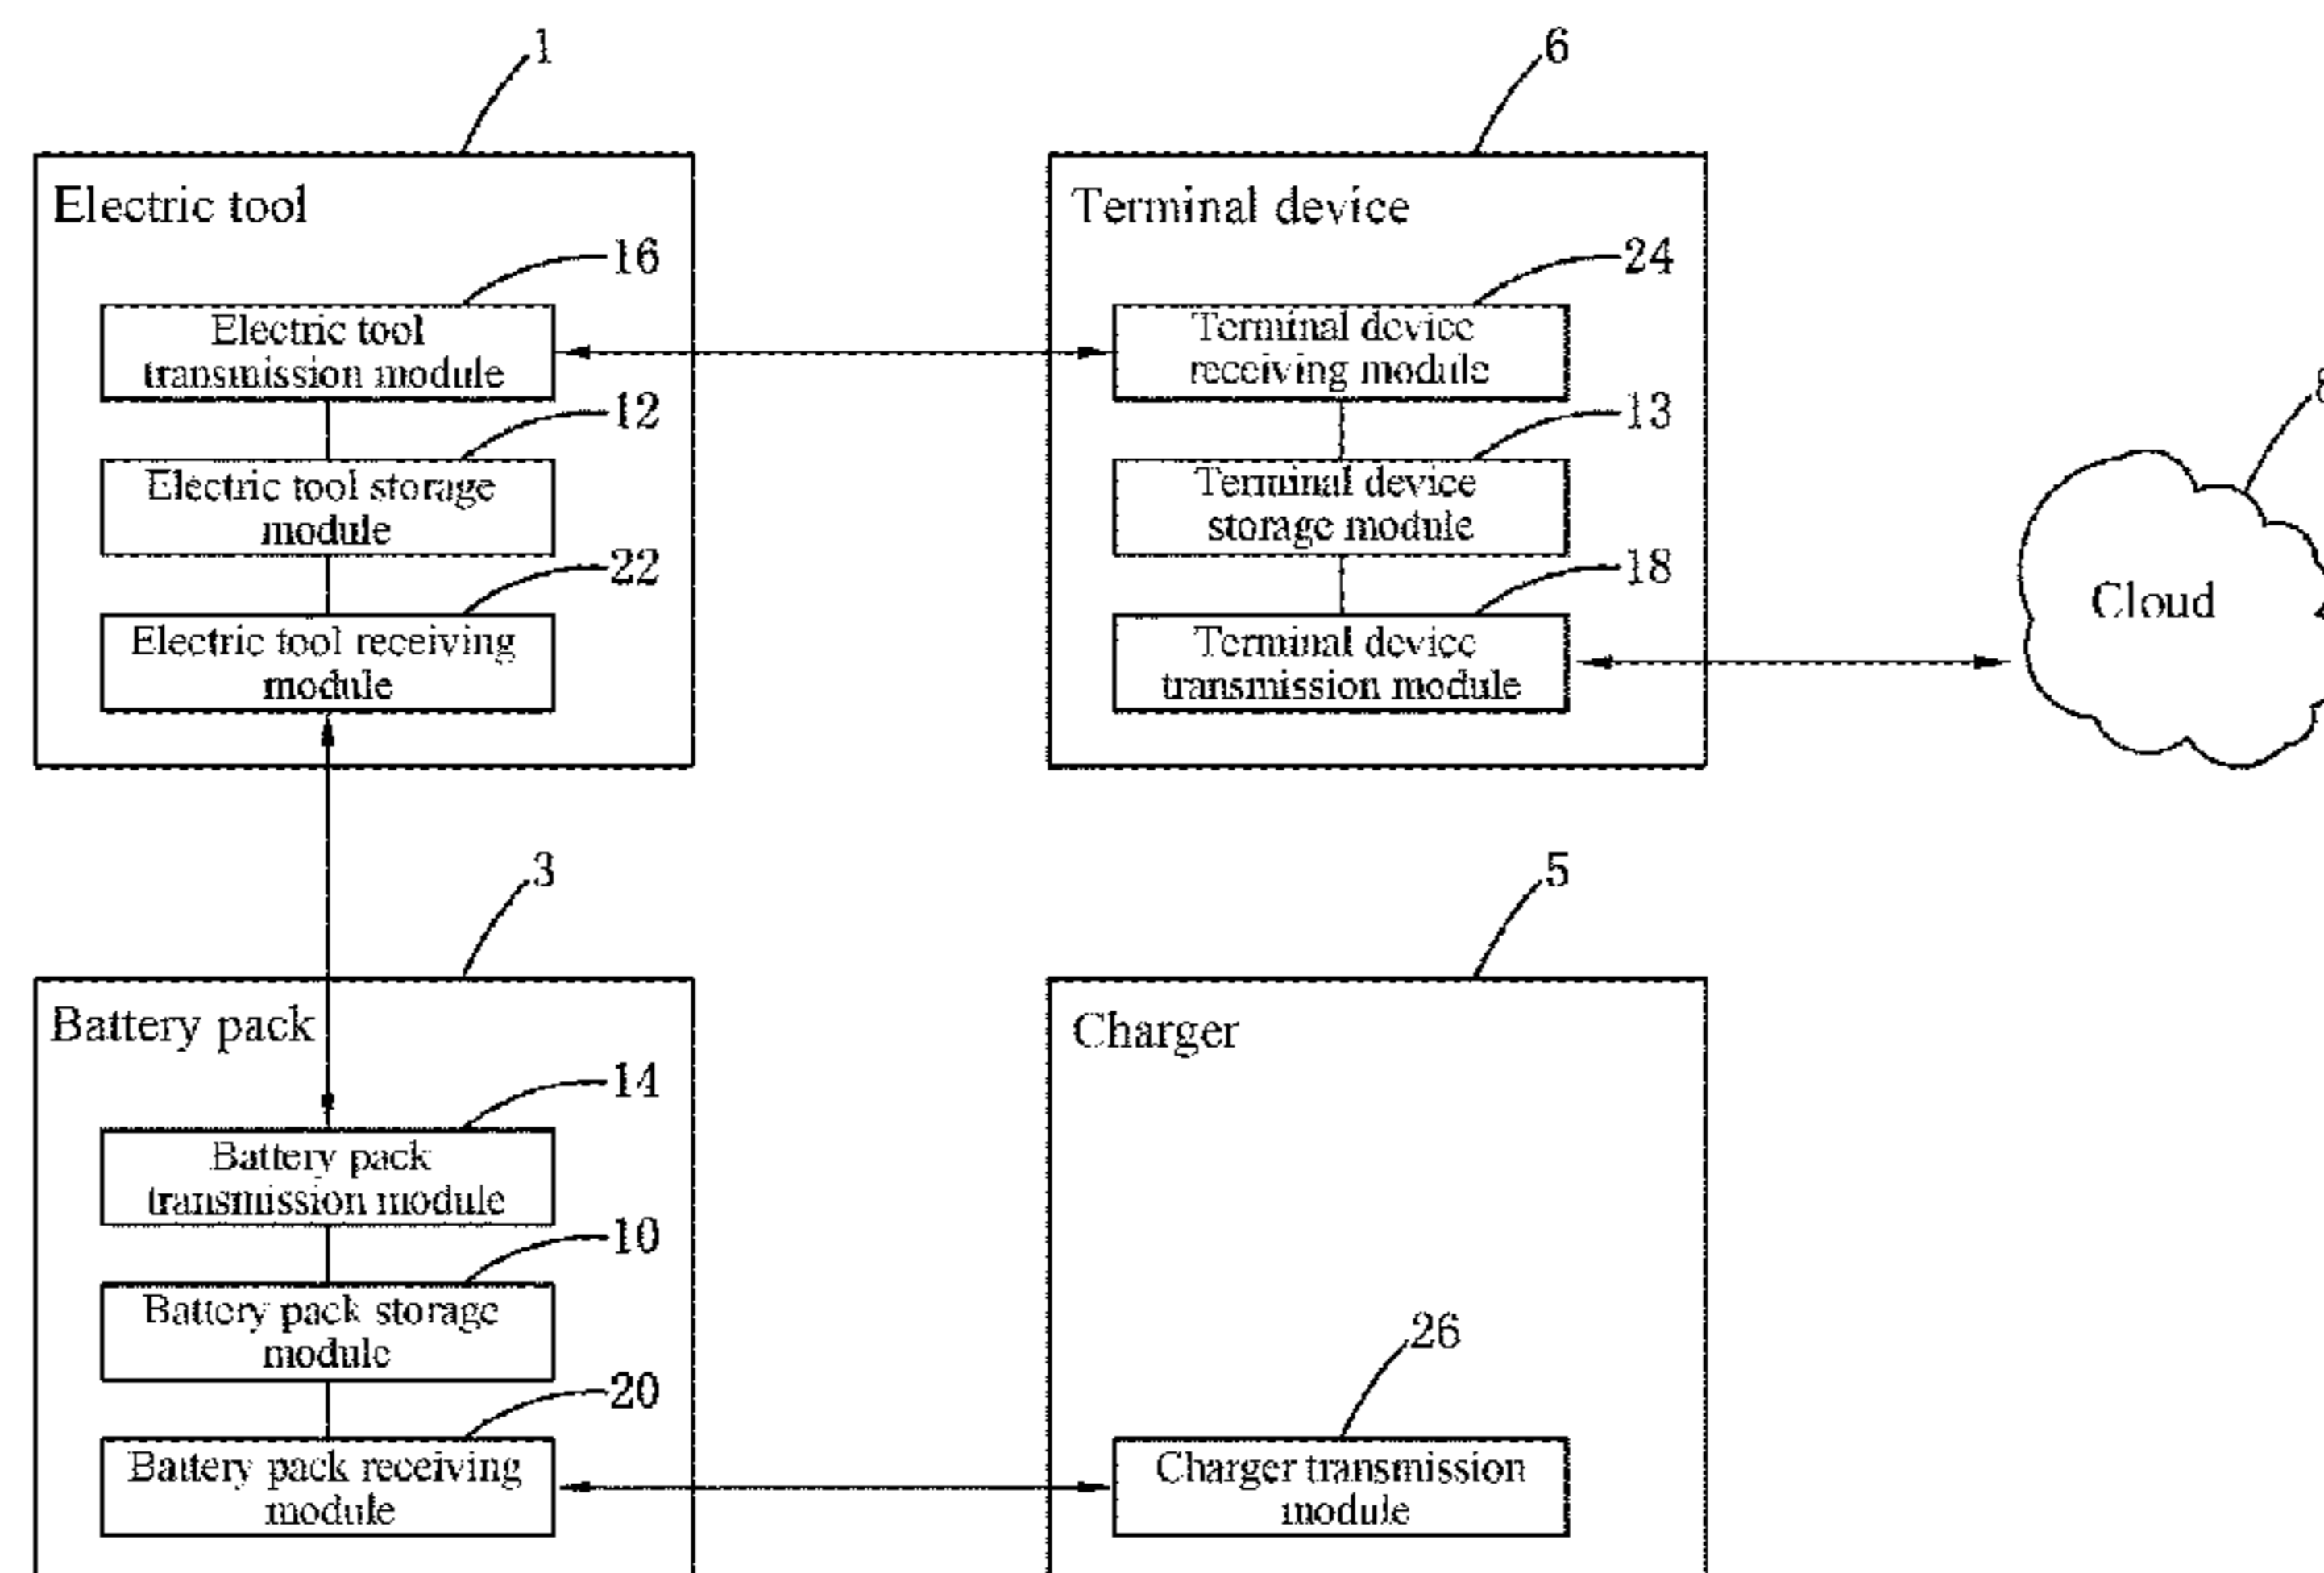 1
Electric tool
16
Electric tool
transmission module
12
Electric tool storage
module
22
Electric tool receiving
module
6
Terminal device
24
Terminal device
receiving module
13
Terminal device
storage module
18
Terminal device
transmission module
8
Cloud
3
Battery pack
14
Battery pack
transmission module
10
Battery pack storage
module
20
Battery pack receiving
module
5
Charger
26
Charger transmission
module